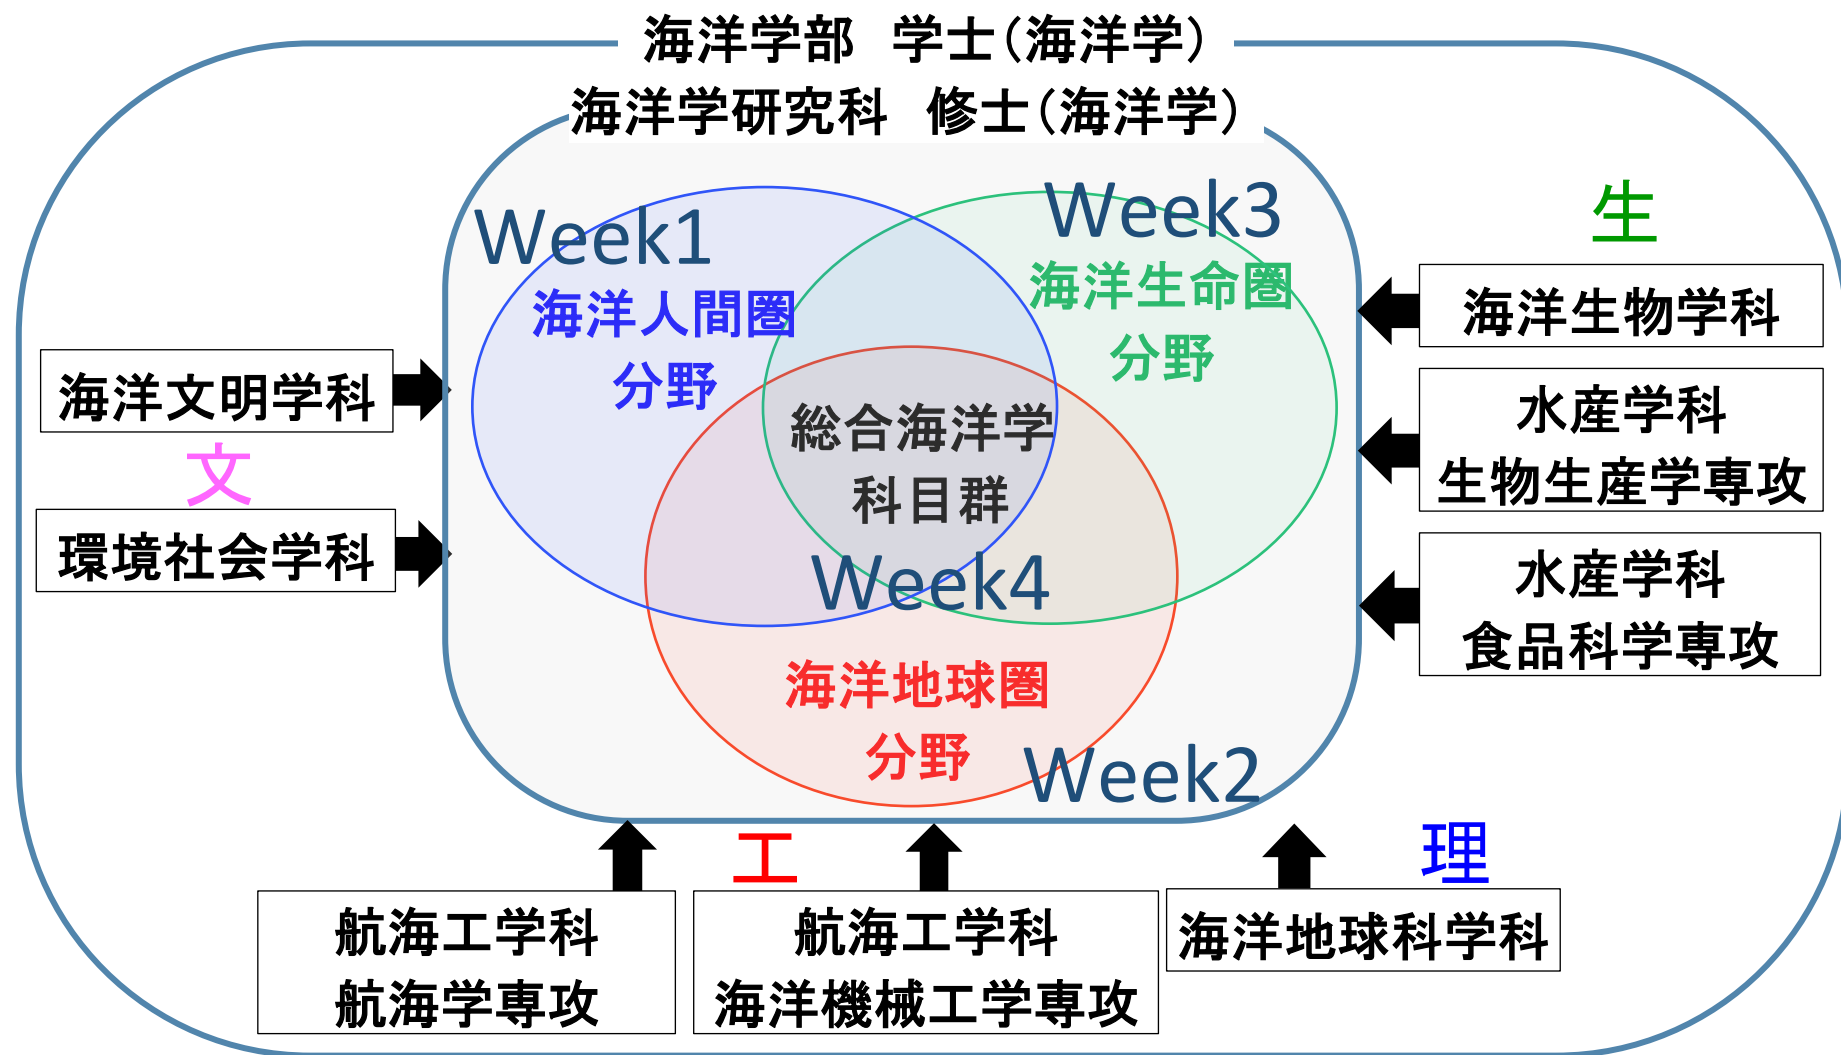 海洋学部　学士（海洋学）
海洋学研究科　修士（海洋学）
Week1
海洋人間圏
分野
Week3
海洋生命圏
分野
総合海洋学
科目群
Week4
海洋地球圏
分野
Week2
海洋文明学科
文
環境社会学科
生
海洋生物学科
水産学科
生物生産学専攻
水産学科
食品科学専攻
工
理
航海工学科
航海学専攻
航海工学科
海洋機械工学専攻
海洋地球科学科